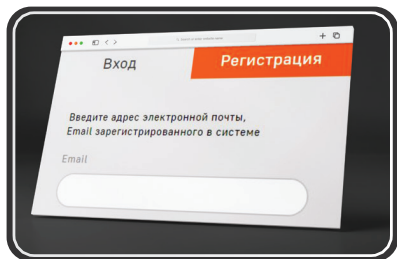 Вход
Регистрация
Введите адрес электронной почты,
Email зарегистрированного в системе
Email